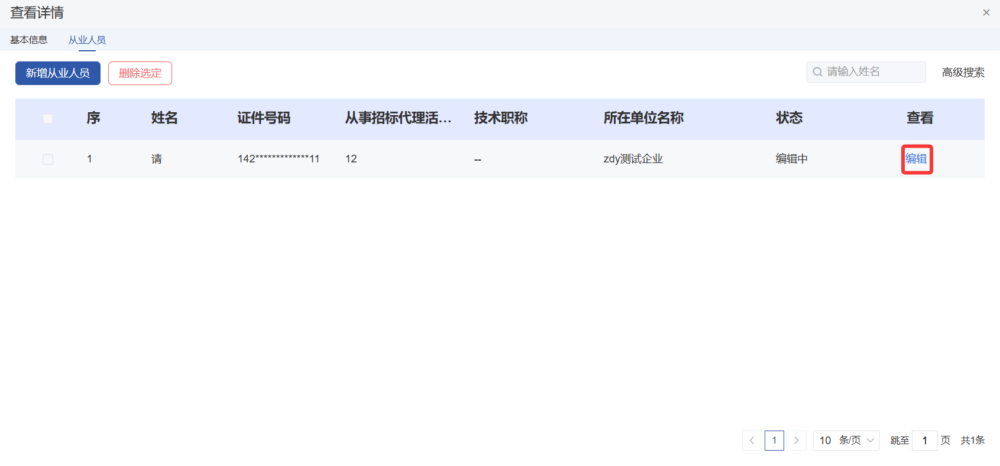 查看详情
基本信息 从业人员
新增从业人员 删除选定 请输入姓名 高级搜索
序 姓名 证件号码 从事招标代理活... 技术职称 所在单位名称 状态 查看
1 请 142*************11 12 -- zdy测试企业 编辑中 编辑
1 10 条/页 跳至 1 页 共1条